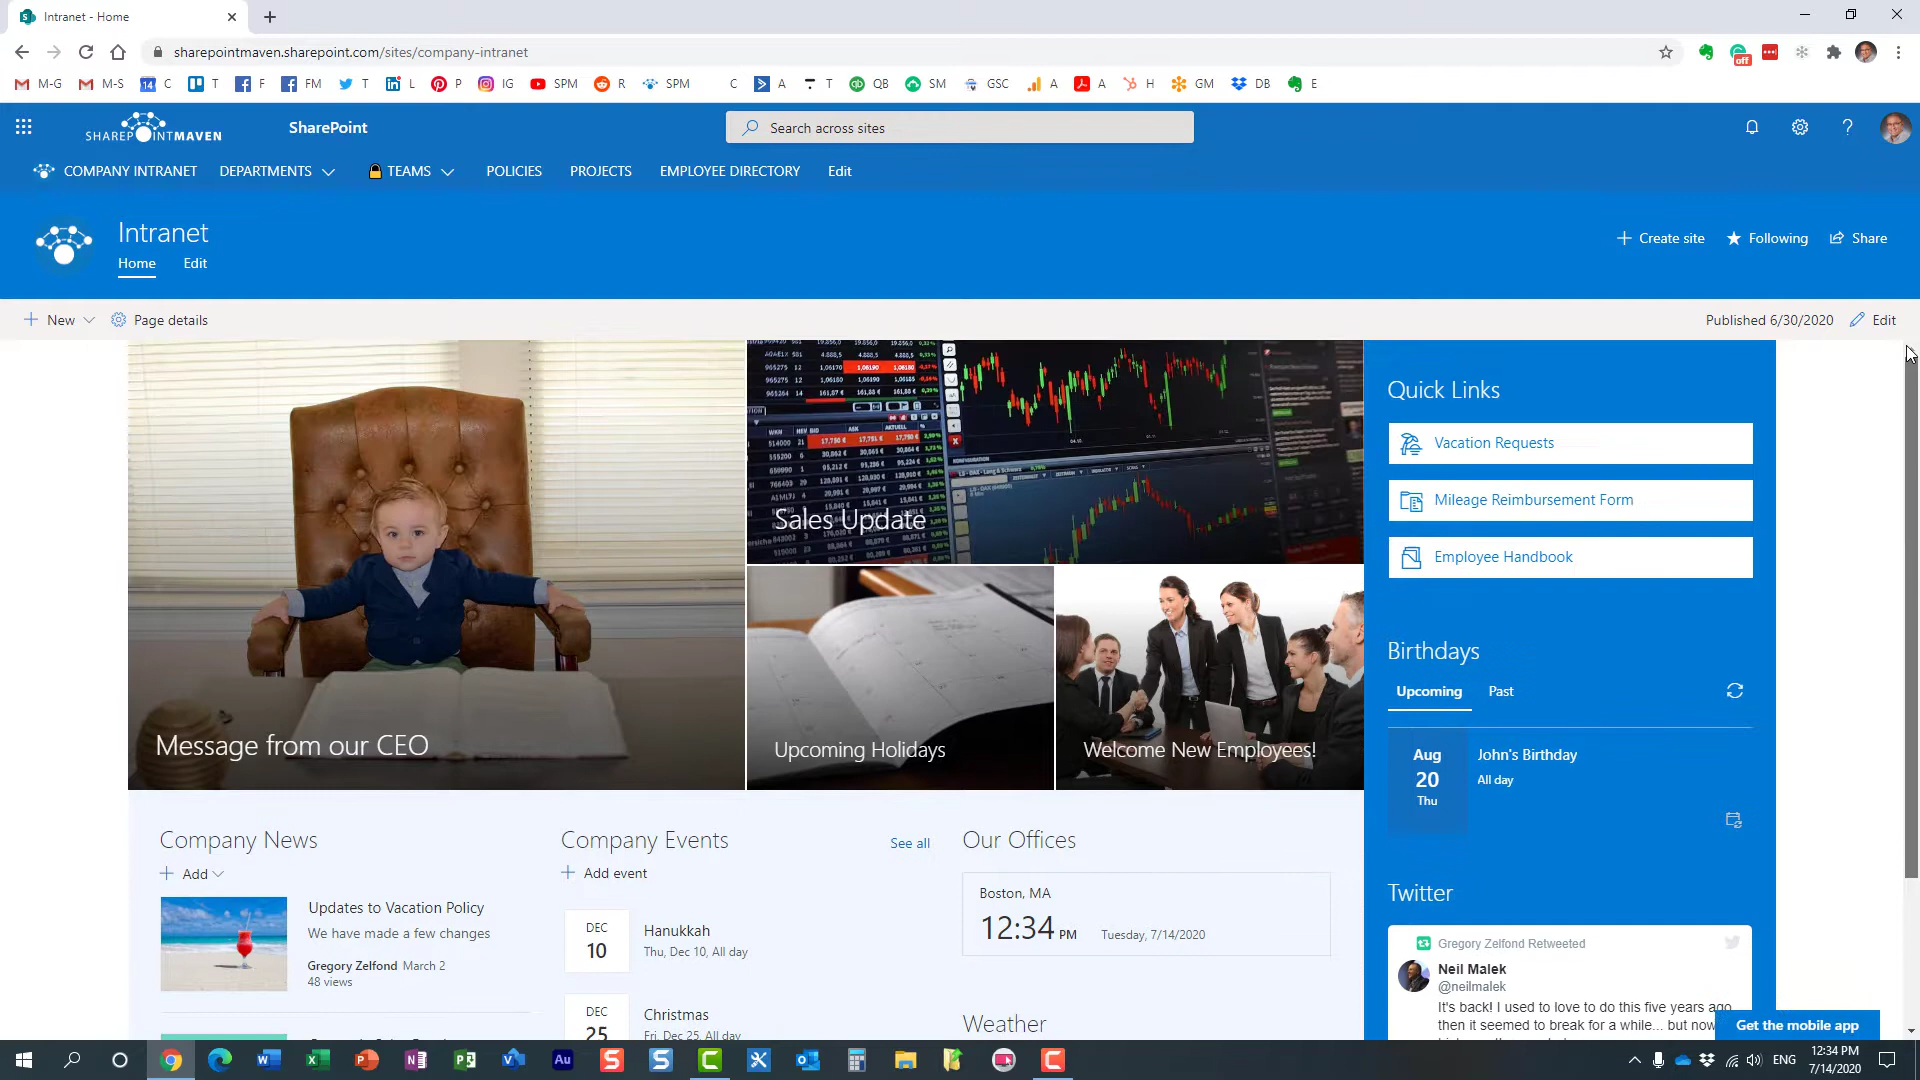 Intranet - Home
sharepointmaven.sharepoint.com/sites/company-intranet
M-G M-S C T F FM T L P IG SPM R SPM C A T QB SM GSC A A H GM DB E
off
14
SHAREPOINTMAVEN
SharePoint
Search across sites
COMPANY INTRANET DEPARTMENTS TEAMS POLICIES PROJECTS EMPLOYEE DIRECTORY Edit
Intranet
Home Edit
Create site Following Share
New Page details
Published 6/30/2020 Edit
Message from our CEO
Sales Update
Upcoming Holidays
Welcome New Employees!
Quick Links
Vacation Requests
Mileage Reimbursement Form
Employee Handbook
Birthdays
Upcoming Past
Aug
20
Thu
John's Birthday
All day
Twitter
Gregory Zelfond Retweeted
Neil Malek
@neilmalek
It's back! I used to love to do this five years ago,
then it seemed to break for a while... but now
Get the mobile app
Company News
Add
Updates to Vacation Policy
We have made a few changes
Gregory Zelfond March 2
48 views
Company Events
See all
Add event
DEC
10
Hanukkah
Thu, Dec 10, All day
DEC
25
Christmas
Fri, Dec 25, All day
Our Offices
Boston, MA
12:34 PM Tuesday, 7/14/2020
Weather
ENG
12:34 PM
7/14/2020